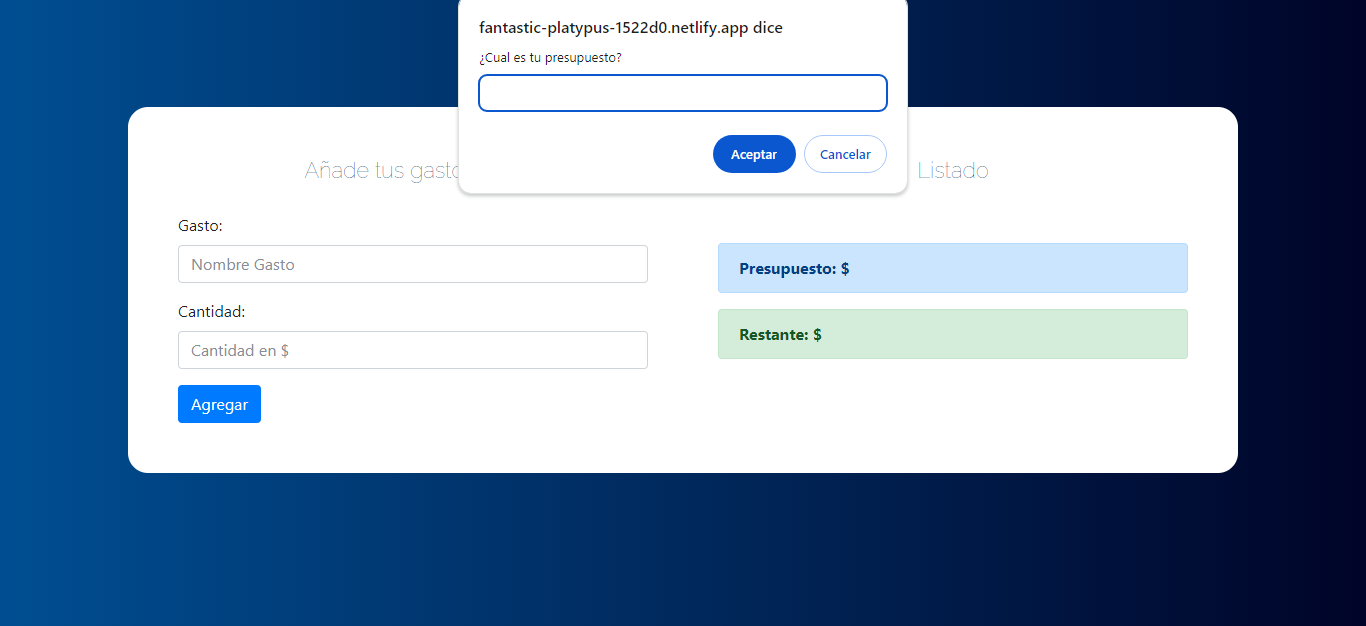 fantastic-platypus-1522d0.netlify.app dice
¿Cual es tu presupuesto?
Aceptar
Cancelar
Añade tus gasto
Listado
Gasto:
Nombre Gasto
Cantidad:
Cantidad en $
Agregar
Presupuesto: $
Restante: $